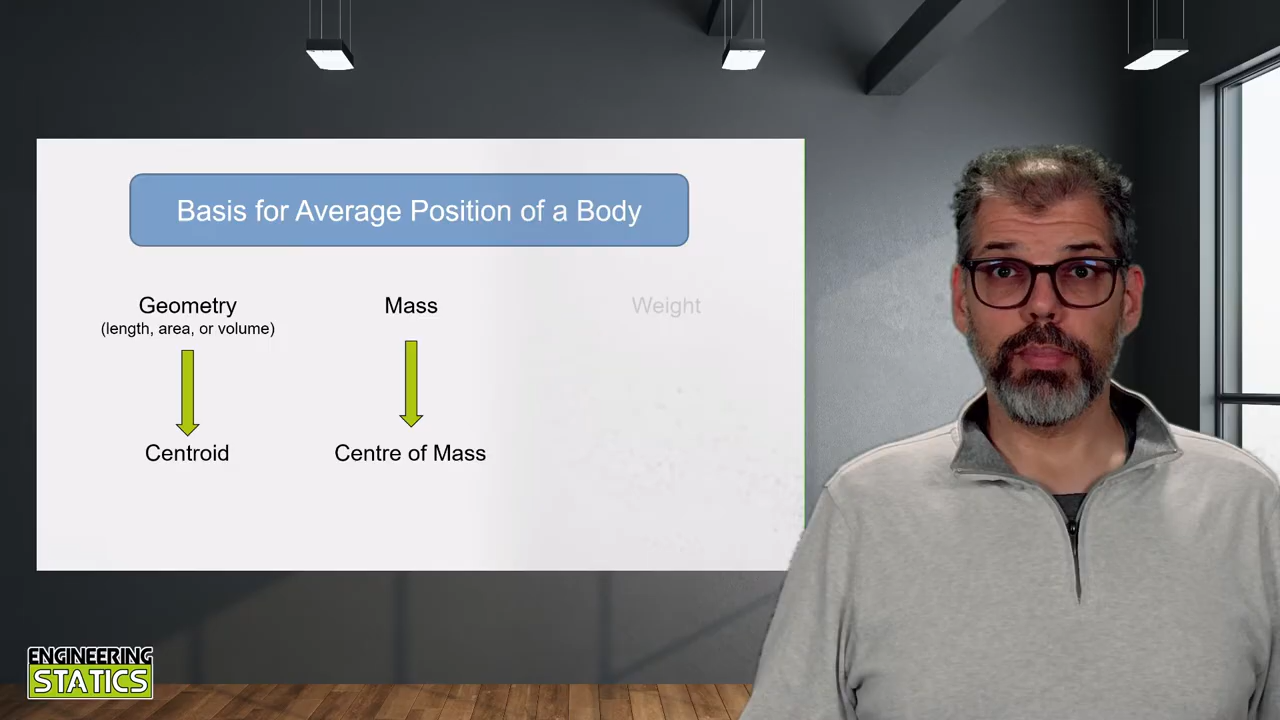 Basis for Average Position of a Body
Geometry
(length, area, or volume)
Mass
Weight
Centroid
Centre of Mass
ENGINEERING
STATICS